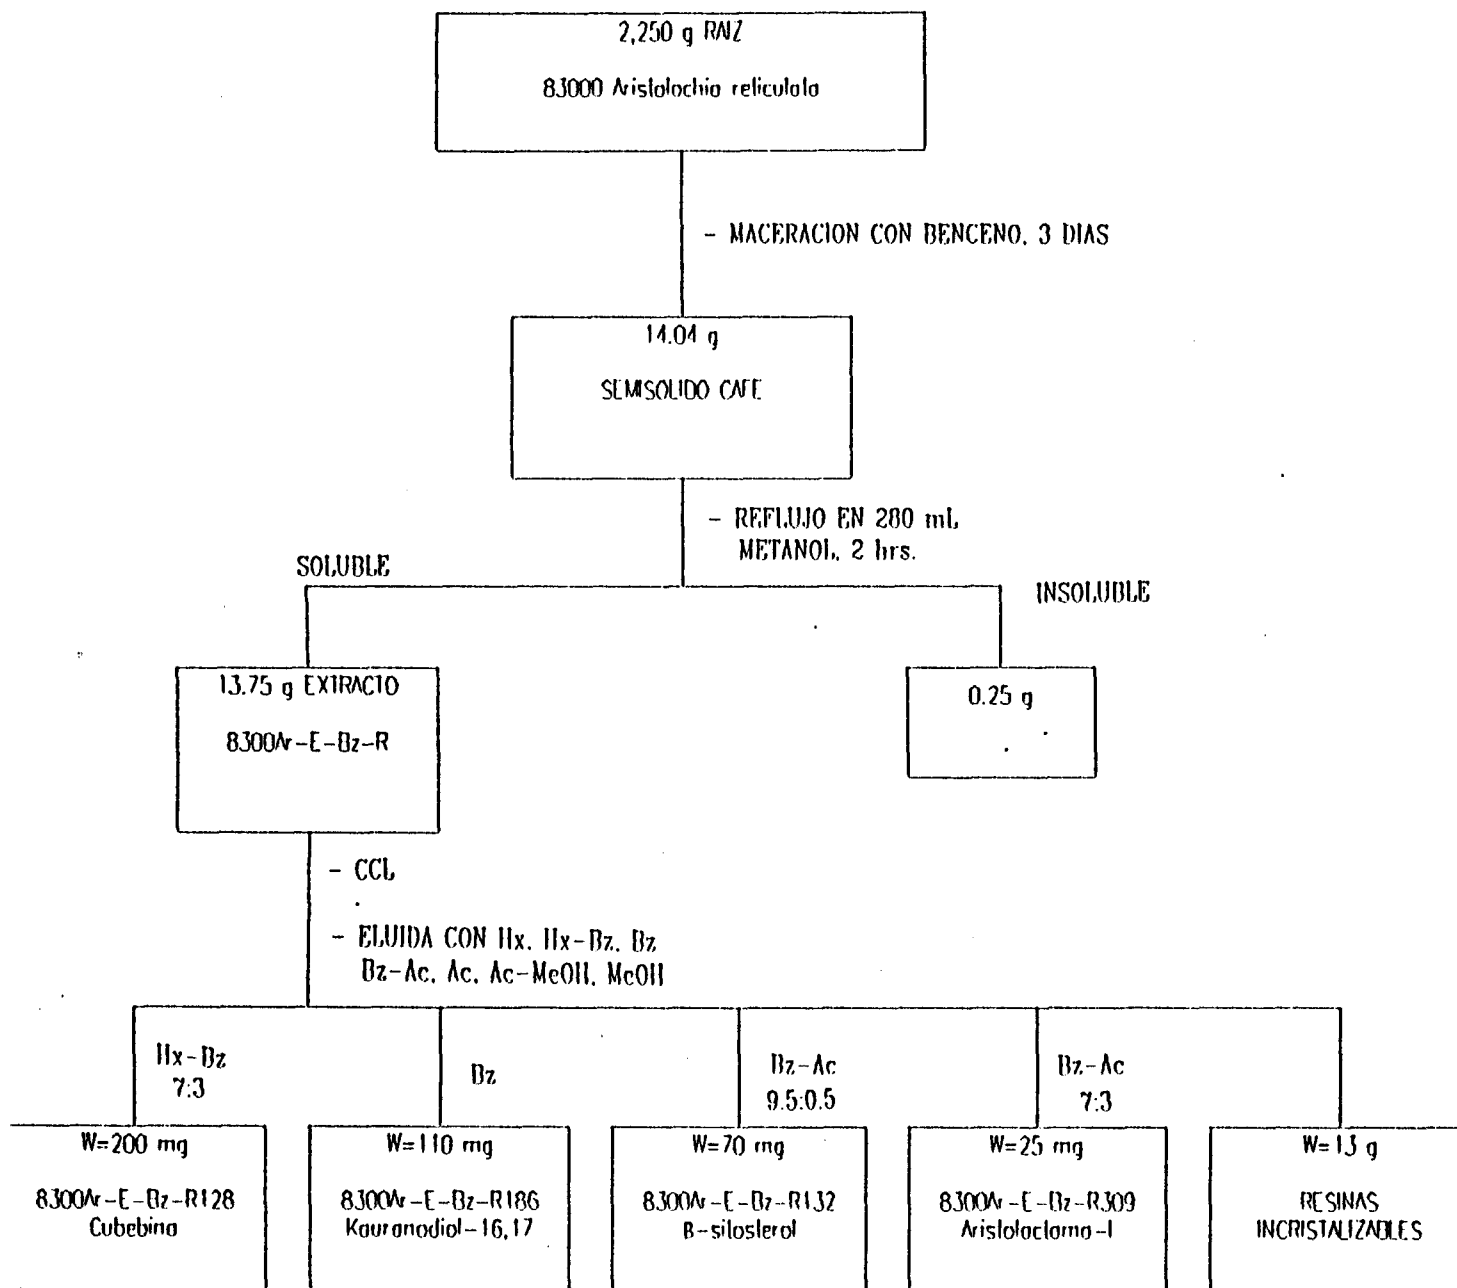 2,250 g RAIZ
83000 Aristolochia reticulata
- MACERACION CON BENCENO, 3 DIAS
14.04 g
SEMISOLIDO CAFE
- REFLUJO EN 280 mL
METANOL, 2 hrs.
SOLUBLE
INSOLUBLE
13.75 g EXTRACTO
8300Ar-E-Bz-R
0.25 g
- CCL
- ELUIDA CON Hx, Hx-Bz, Bz
Bz-Ac, Ac, Ac-MeOH, MeOH
Hx-Bz
7:3
Bz
Bz-Ac
9.5:0.5
Bz-Ac
7:3
W=200 mg
8300Ar-E-Bz-R128
Cubebina
W=110 mg
8300Ar-E-Bz-R186
Kauranodiol-16,17
W=70 mg
8300Ar-E-Bz-R132
B-sitosterol
W=25 mg
8300Ar-E-Bz-R309
Aristolactama-I
W=13 g
RESINAS
INCRISTALIZABLES